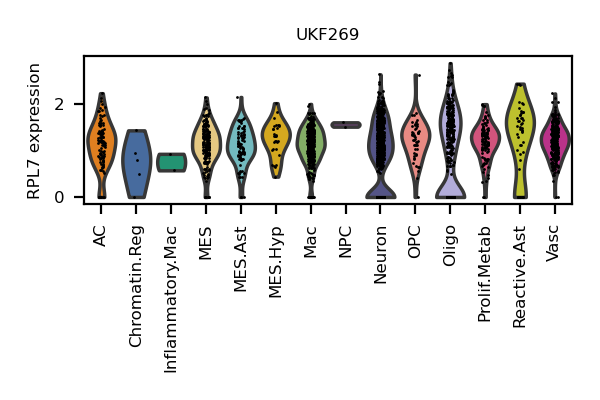 UKF269
RPL7 expression
2
0
AC
Chromatin.Reg
Inflammatory.Mac
MES
MES.Ast
MES.Hyp
Mac
NPC
Neuron
OPC
Oligo
Prolif.Metab
Reactive.Ast
Vasc